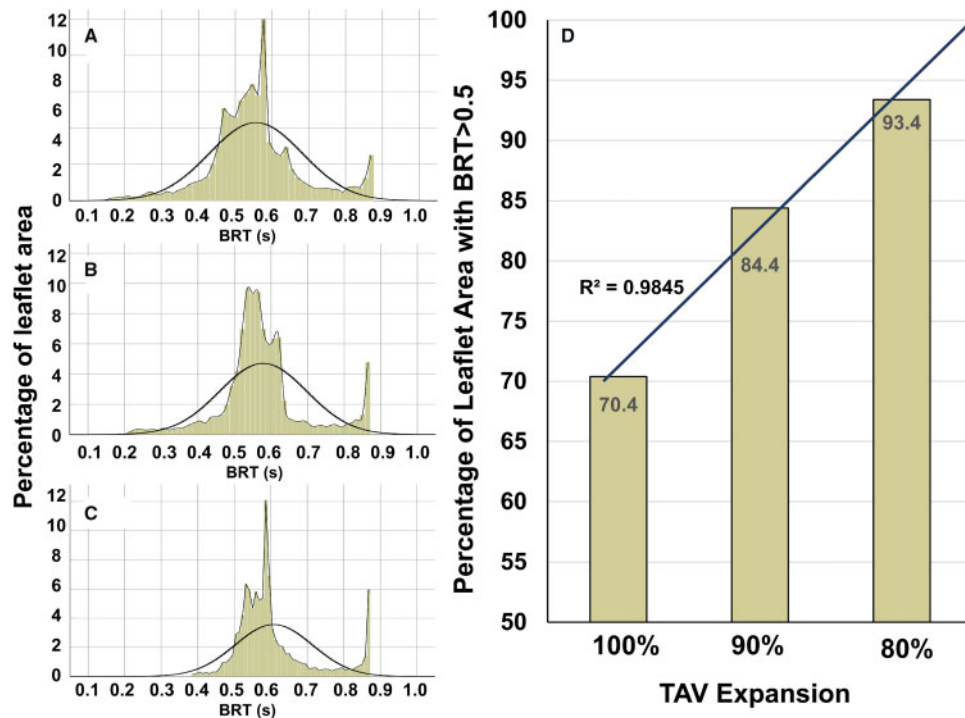 A
12
10
8
6
4
2
0
0.1 0.2 0.3 0.4 0.5 0.6 0.7 0.8 0.9 1.0
BRT (s)
B
12
10
8
6
4
2
0
0.1 0.2 0.3 0.4 0.5 0.6 0.7 0.8 0.9 1.0
BRT (s)
C
12
10
8
6
4
2
0
0.1 0.2 0.3 0.4 0.5 0.6 0.7 0.8 0.9 1.0
BRT (s)
Percentage of leaflet area
D
100
95
90
85
80
75
70
65
60
55
50
Percentage of Leaflet Area with BRT>0.5
R² = 0.9845
70.4
84.4
93.4
100% 90% 80%
TAV Expansion